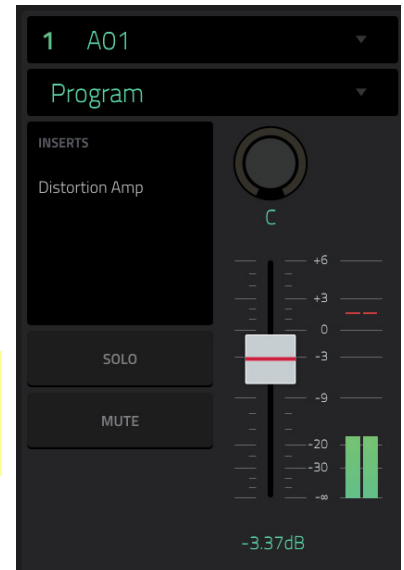 1 A01
Program
INSERTS
Distortion Amp
C
+6
+3
0
-3
-9
-20
-30
-∞
SOLO
MUTE
-3.37dB